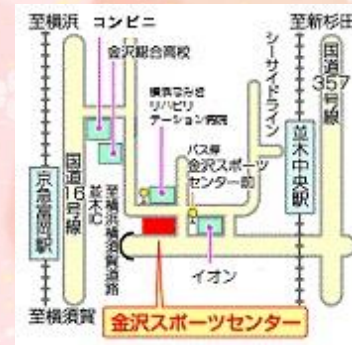 至横浜
コンビニ
至新杉田
金沢総合高校
シーサイドライン
国道357号線
横浜なみき
リハビリ
テーション病院
バス停
金沢スポーツ
センター前
並木中央駅
京急富岡駅
国道16号線
並木IC
至横浜横須賀道路
イオン
至横須賀
金沢スポーツセンター